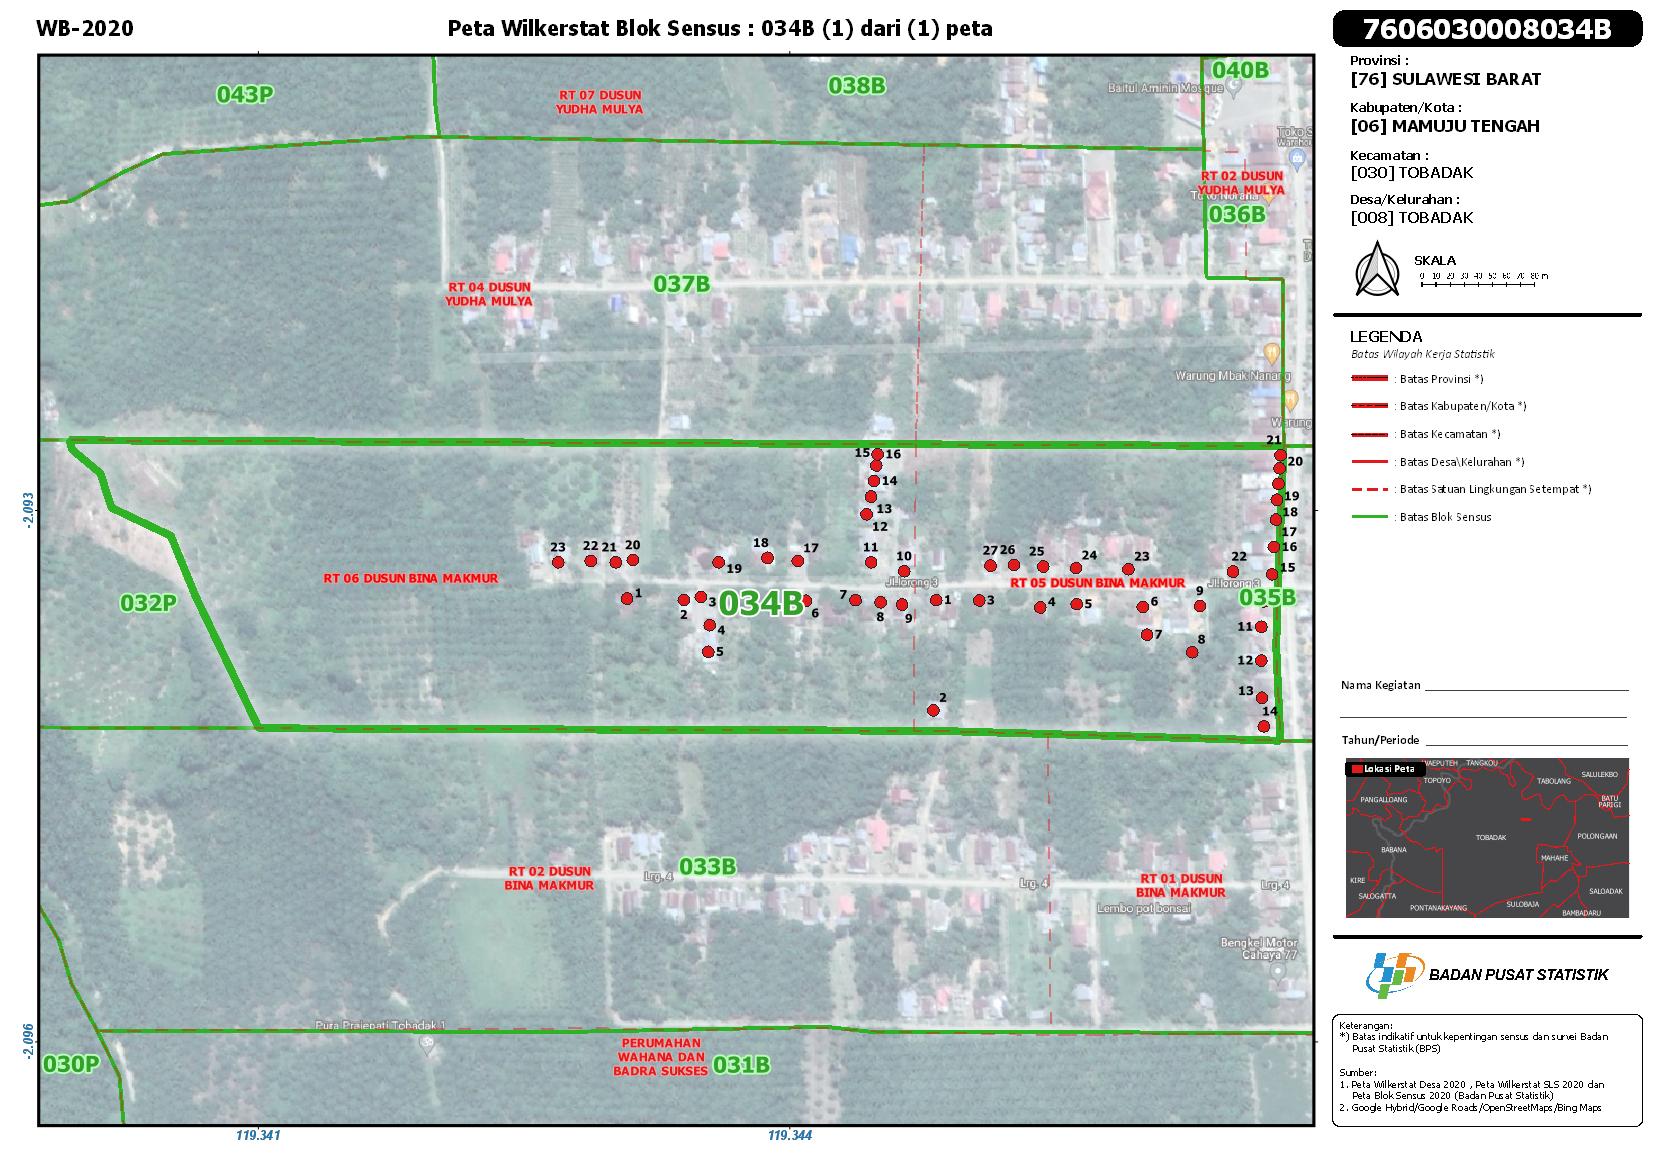 WB-2020
Peta Wilkerstat Blok Sensus : 034B (1) dari (1) peta
7606030008034B
Provinsi :
[76] SULAWESI BARAT
Kabupaten/Kota :
[06] MAMUJU TENGAH
Kecamatan :
[030] TOBADAK
Desa/Kelurahan :
[008] TOBADAK
SKALA
0 10 20 30 40 50 60 70 80 m
LEGENDA
Batas Wilayah Kerja Statistik
: Batas Provinsi *)
: Batas Kabupaten/Kota *)
: Batas Kecamatan *)
: Batas Desa\Kelurahan *)
: Batas Satuan Lingkungan Setempat *)
: Batas Blok Sensus
Nama Kegiatan
Tahun/Periode
Lokasi Peta
TANGKOU
TOPOYO
TABOLANG
SALULEKBO
PANGALLOANG
BATU
PARIGI
TOBADAK
POLONGAAN
BABANA
MAHAHE
KIRE
SALOGATTA
SALOADAK
PONTANAKAYANG
SULOBAJA
BAMBADARU
BADAN PUSAT STATISTIK
Keterangan:
*) Batas indikatif untuk kepentingan sensus dan survei Badan
Pusat Statistik (BPS)
Sumber:
1. Peta Wilkerstat Desa 2020 , Peta Wilkerstat SLS 2020 dan
Peta Blok Sensus 2020 (Badan Pusat Statistik)
2. Google Hybrid/Google Roads/OpenStreetMaps/Bing Maps
043P
RT 07 DUSUN
YUDHA MULYA
038B
040B
Baitul Aminin Mosque
RT 02 DUSUN
YUDHA MULYA
036B
RT 04 DUSUN
YUDHA MULYA
037B
Warung Mbak Nanang
Warung
21
15
16
20
14
19
13
18
12
17
16
23
22
21
20
18
17
11
10
27
26
25
24
23
22
15
19
RT 06 DUSUN BINA MAKMUR
Jl.lorong 3
RT 05 DUSUN BINA MAKMUR
Jl.lorong 3
032P
034B
035B
1
2
3
4
5
6
7
8
9
1
3
4
5
6
7
9
8
11
12
13
14
2
RT 02 DUSUN
BINA MAKMUR
Lrg. 4
033B
Lrg. 4
RT 01 DUSUN
BINA MAKMUR
Lrg. 4
Lembo pot bonsai
Bengkel Motor
Cahaya 77
Pura Prajepati Tobadak 1
030P
PERUMAHAN
WAHANA DAN
BADRA SUKSES
031B
-2.093
-2.096
119.341
119.344